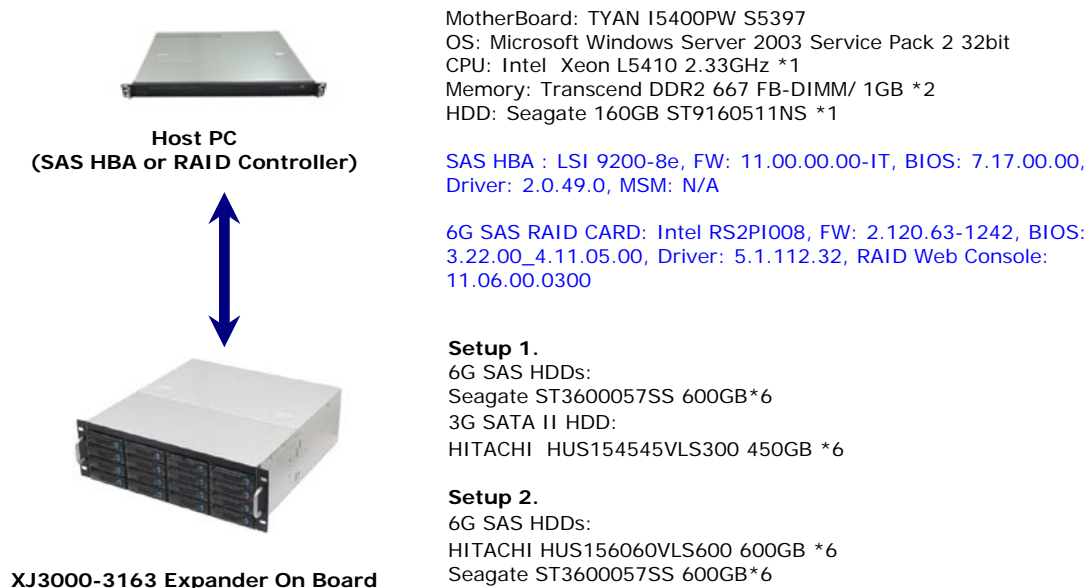 Host PC
(SAS HBA or RAID Controller)
XJ3000-3163 Expander On Board
MotherBoard: TYAN I5400PW S5397
OS: Microsoft Windows Server 2003 Service Pack 2 32bit
CPU: Intel Xeon L5410 2.33GHz *1
Memory: Transcend DDR2 667 FB-DIMM/ 1GB *2
HDD: Seagate 160GB ST9160511NS *1
SAS HBA : LSI 9200-8e, FW: 11.00.00.00-IT, BIOS: 7.17.00.00,
Driver: 2.0.49.0, MSM: N/A
6G SAS RAID CARD: Intel RS2PI008, FW: 2.120.63-1242, BIOS:
3.22.00_4.11.05.00, Driver: 5.1.112.32, RAID Web Console:
11.06.00.0300
Setup 1.
6G SAS HDDs:
Seagate ST3600057SS 600GB*6
3G SATA II HDD:
HITACHI HUS154545VLS300 450GB *6
Setup 2.
6G SAS HDDs:
HITACHI HUS156060VLS600 600GB *6
Seagate ST3600057SS 600GB*6